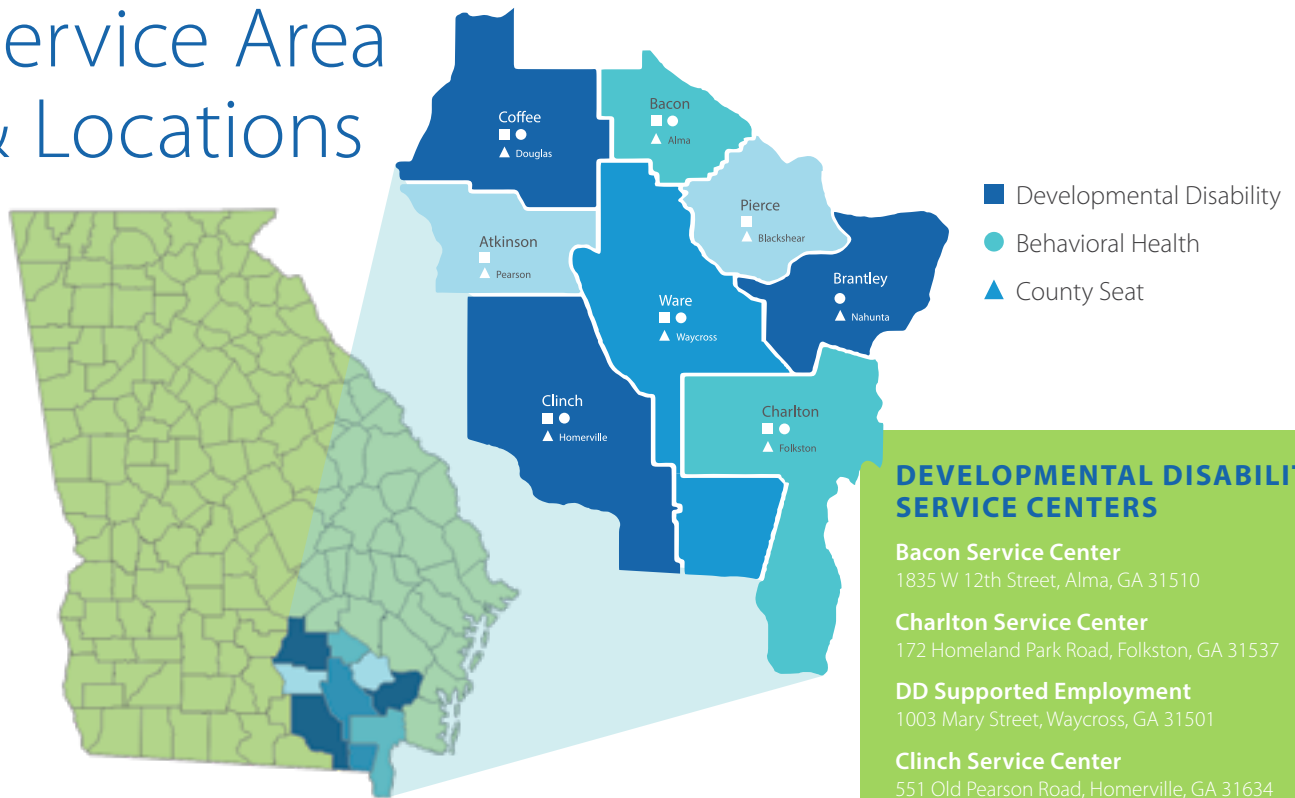 ervice Area
& Locations
Coffee
Douglas
Bacon
Alma
Pierce
Blackshear
Atkinson
Pearson
Brantley
Nahunta
Ware
Waycross
Clinch
Homerville
Charlton
Folkston
Developmental Disability
Behavioral Health
County Seat
DEVELOPMENTAL DISABILIT
SERVICE CENTERS
Bacon Service Center
1835 W 12th Street, Alma, GA 31510
Charlton Service Center
172 Homeland Park Road, Folkston, GA 31537
DD Supported Employment
1003 Mary Street, Waycross, GA 31501
Clinch Service Center
551 Old Pearson Road, Homerville, GA 31634